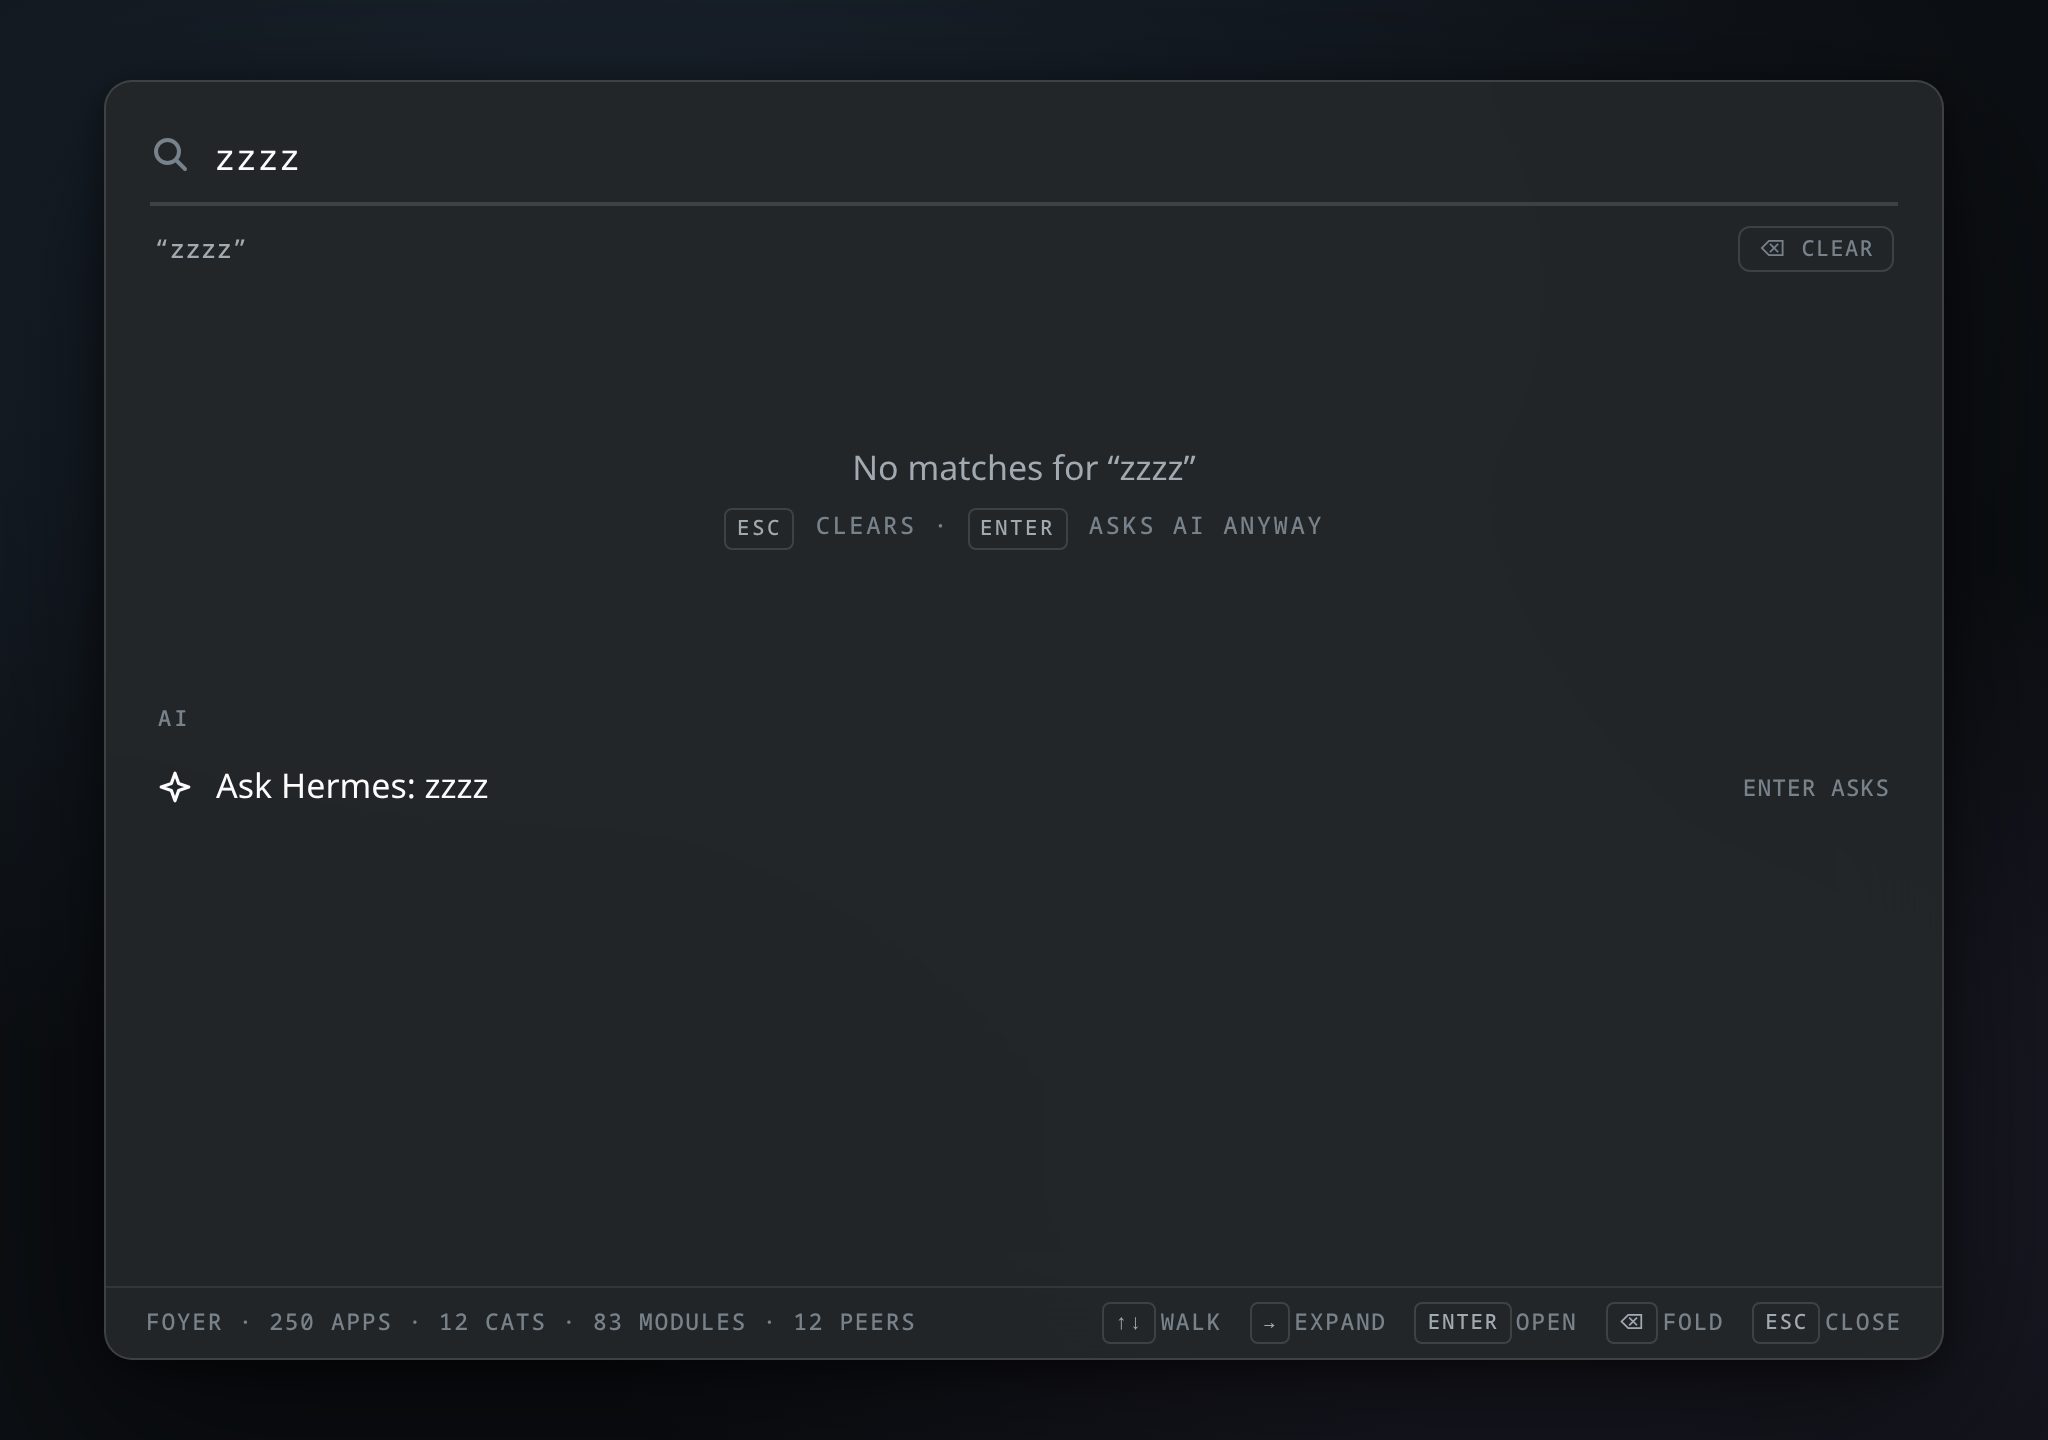 zzzz
“zzzz” ⌫ CLEAR
No matches for “zzzz”
ESC CLEARS · ENTER ASKS AI ANYWAY
AI
Ask Hermes: zzzz ENTER ASKS
FOYER · 250 APPS · 12 CATS · 83 MODULES · 12 PEERS ↑↓ WALK → EXPAND ENTER OPEN ⌫ FOLD ESC CLOSE